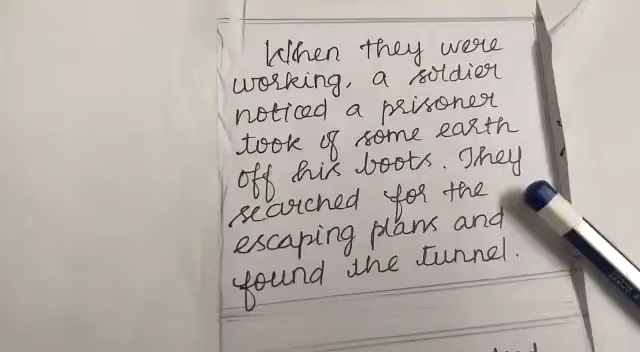 When they were
working, a soldier
noticed a prisoner
took of some earth
off his boots. They
searched for the
escaping plans and
found the tunnel.